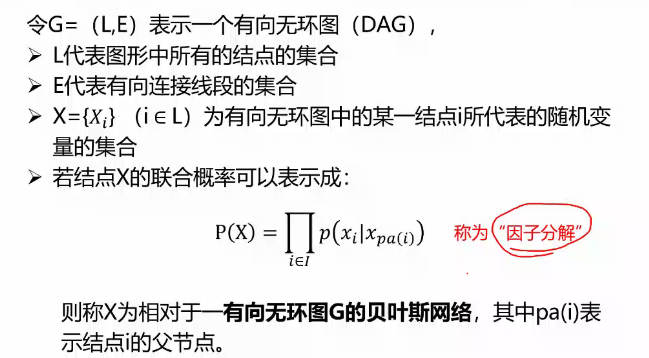 令G=（L,E）表示一个有向无环图（DAG），
➢ L代表图形中所有的结点的集合
➢ E代表有向连接线段的集合
➢ X={Xᵢ}（i∈L）为有向无环图中的某一结点i所代表的随机变
量的集合
➢ 若结点X的联合概率可以表示成：
P(X) = ∏_{i∈I} p(x_i|x_{pa(i)}) 称为“因子分解”
则称X为相对于一有向无环图G的贝叶斯网络，其中pa(i)表
示结点i的父节点。